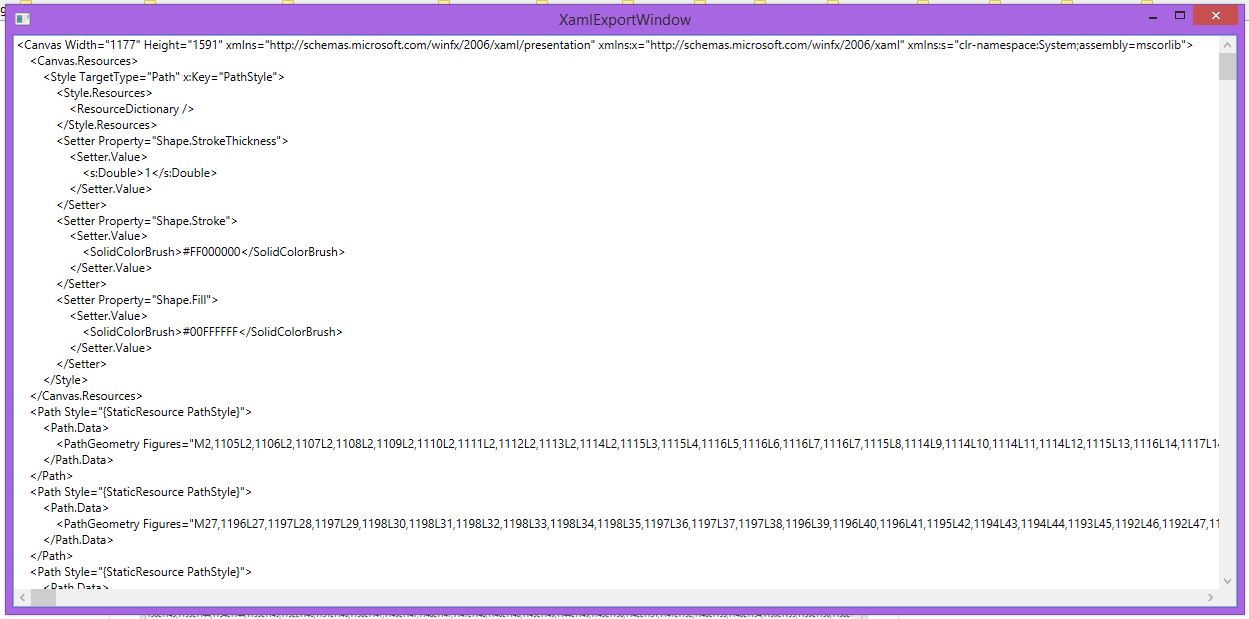 XamlExportWindow
<Canvas Width="1177" Height="1591" xmlns="http://schemas.microsoft.com/winfx/2006/xaml/presentation" xmlns:x="http://schemas.microsoft.com/winfx/2006/xaml" xmlns:s="clr-namespace:System;assembly=mscorlib">
<Canvas.Resources>
<Style TargetType="Path" x:Key="PathStyle">
<Style.Resources>
<ResourceDictionary />
</Style.Resources>
<Setter Property="Shape.StrokeThickness">
<Setter.Value>
<s:Double>1</s:Double>
</Setter.Value>
</Setter>
<Setter Property="Shape.Stroke">
<Setter.Value>
<SolidColorBrush>#FF000000</SolidColorBrush>
</Setter.Value>
</Setter>
<Setter Property="Shape.Fill">
<Setter.Value>
<SolidColorBrush>#00FFFFFF</SolidColorBrush>
</Setter.Value>
</Setter>
</Style>
</Canvas.Resources>
<Path Style="{StaticResource PathStyle}">
<Path.Data>
<PathGeometry Figures="M2,1105L2,1106L2,1107L2,1108L2,1109L2,1110L2,1111L2,1112L2,1113L2,1114L2,1115L3,1115L4,1116L5,1116L6,1116L7,1116L7,1115L8,1114L9,1114L10,1114L11,1114L12,1115L13,1116L14,1117L14
</Path.Data>
</Path>
<Path Style="{StaticResource PathStyle}">
<Path.Data>
<PathGeometry Figures="M27,1196L27,1197L28,1197L29,1198L30,1198L31,1198L32,1198L33,1198L34,1198L35,1197L36,1197L37,1197L38,1196L39,1196L40,1196L41,1195L42,1194L43,1194L44,1193L45,1192L46,1192L47,11
</Path.Data>
</Path>
<Path Style="{StaticResource PathStyle}">
<Path.Data>